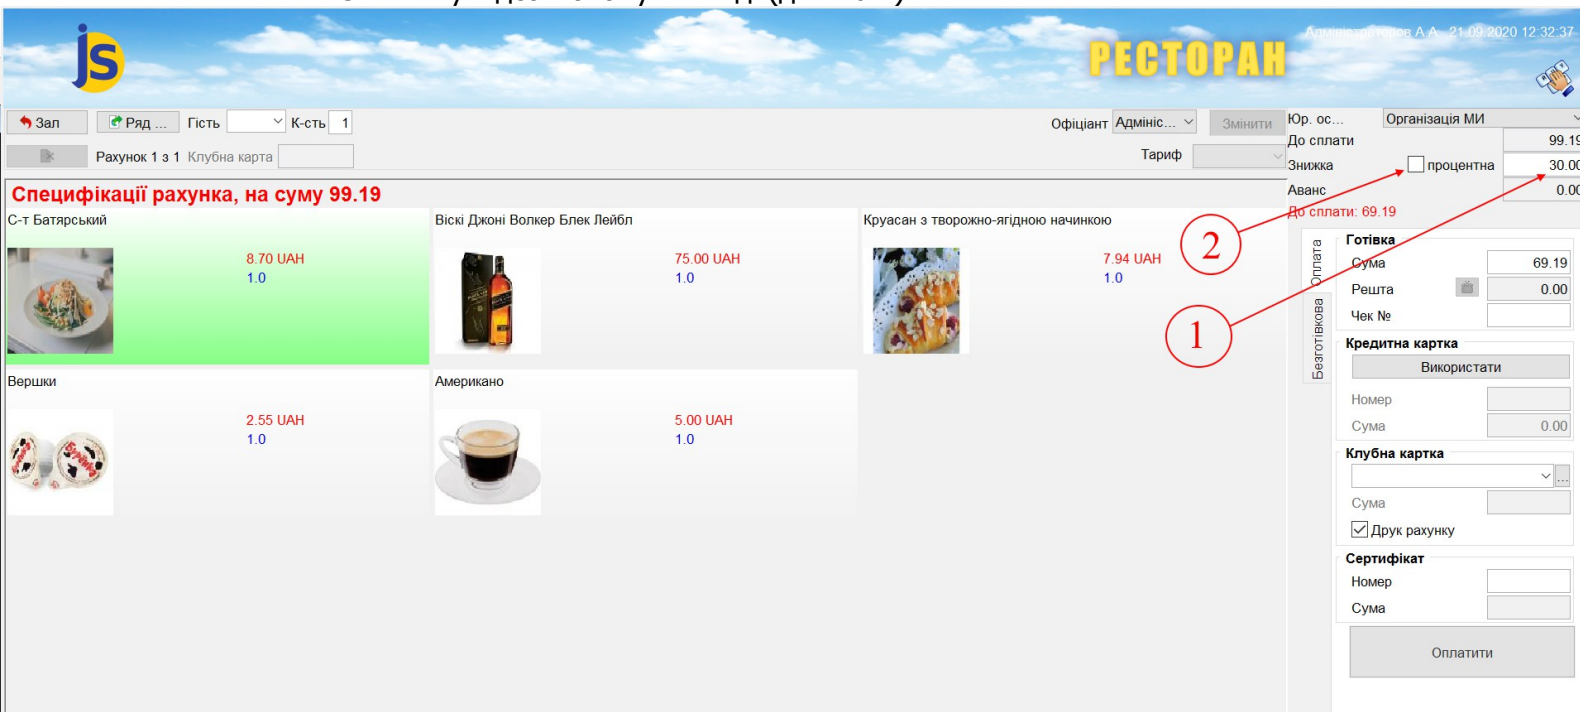 js
РЕСТОРАН
21.09.2020 12:32:37
Зал Ряд ... Гість К-сть 1 Офіціант Адмініс... Змінити Юр. ос... Організація МИ
До сплати 99.19
Рахунок 1 з 1 Клубна карта Тариф
Знижка процентна 30.00
Аванс 0.00
До сплати: 69.19
Специфікації рахунка, на суму 99.19
С-т Батярський
8.70 UAH
1.0
Віскі Джоні Волкер Блек Лейбл
75.00 UAH
1.0
Круасан з творожно-ягідною начинкою
7.94 UAH
1.0
Вершки
2.55 UAH
1.0
Американо
5.00 UAH
1.0
2
1
Оплата
Безготівкова
Готівка
Сума 69.19
Решта 0.00
Чек №
Кредитна картка
Використати
Номер
Сума 0.00
Клубна картка
...
Сума
Друк рахунку
Сертифікат
Номер
Сума
Оплатити